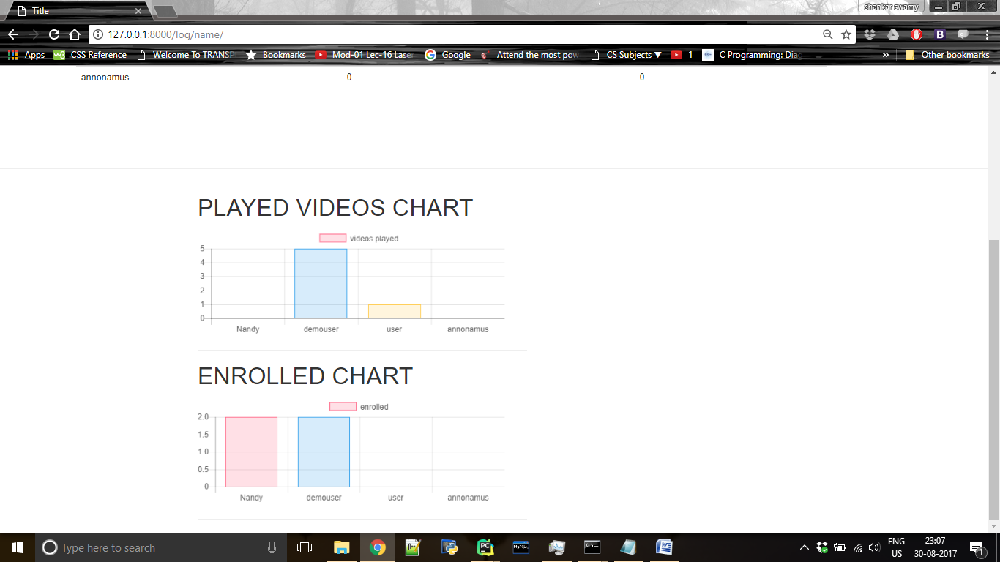 Title
shankar swamy
127.0.0.1:8000/log/name/
Apps
CSS Reference
Welcome To TRANSF
Bookmarks
Mod-01 Lec-16 Laser
Google
Attend the most pow
CS Subjects ▼
1
C Programming: Diag
»
Other bookmarks
annonamus 0 0
PLAYED VIDEOS CHART
videos played
5
4
3
2
1
0
Nandy demouser user annonamus
ENROLLED CHART
enrolled
2.0
1.5
1.0
0.5
0
Nandy demouser user annonamus
Type here to search
ENG
US
23:07
30-08-2017
1